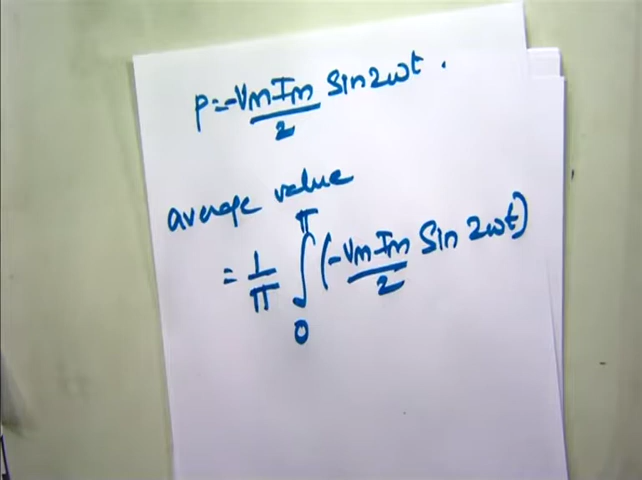 P=-VmIm/2 Sin2ωt.
average value
= 1/π ∫₀^π (-VmIm/2 Sin 2ωt)